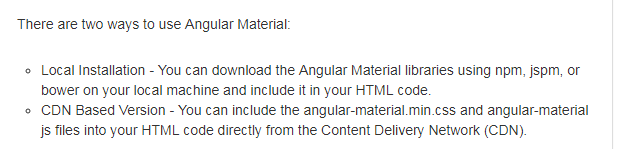 There are two ways to use Angular Material:
Local Installation - You can download the Angular Material libraries using npm, jspm, or
bower on your local machine and include it in your HTML code.
CDN Based Version - You can include the angular-material.min.css and angular-material
js files into your HTML code directly from the Content Delivery Network (CDN).